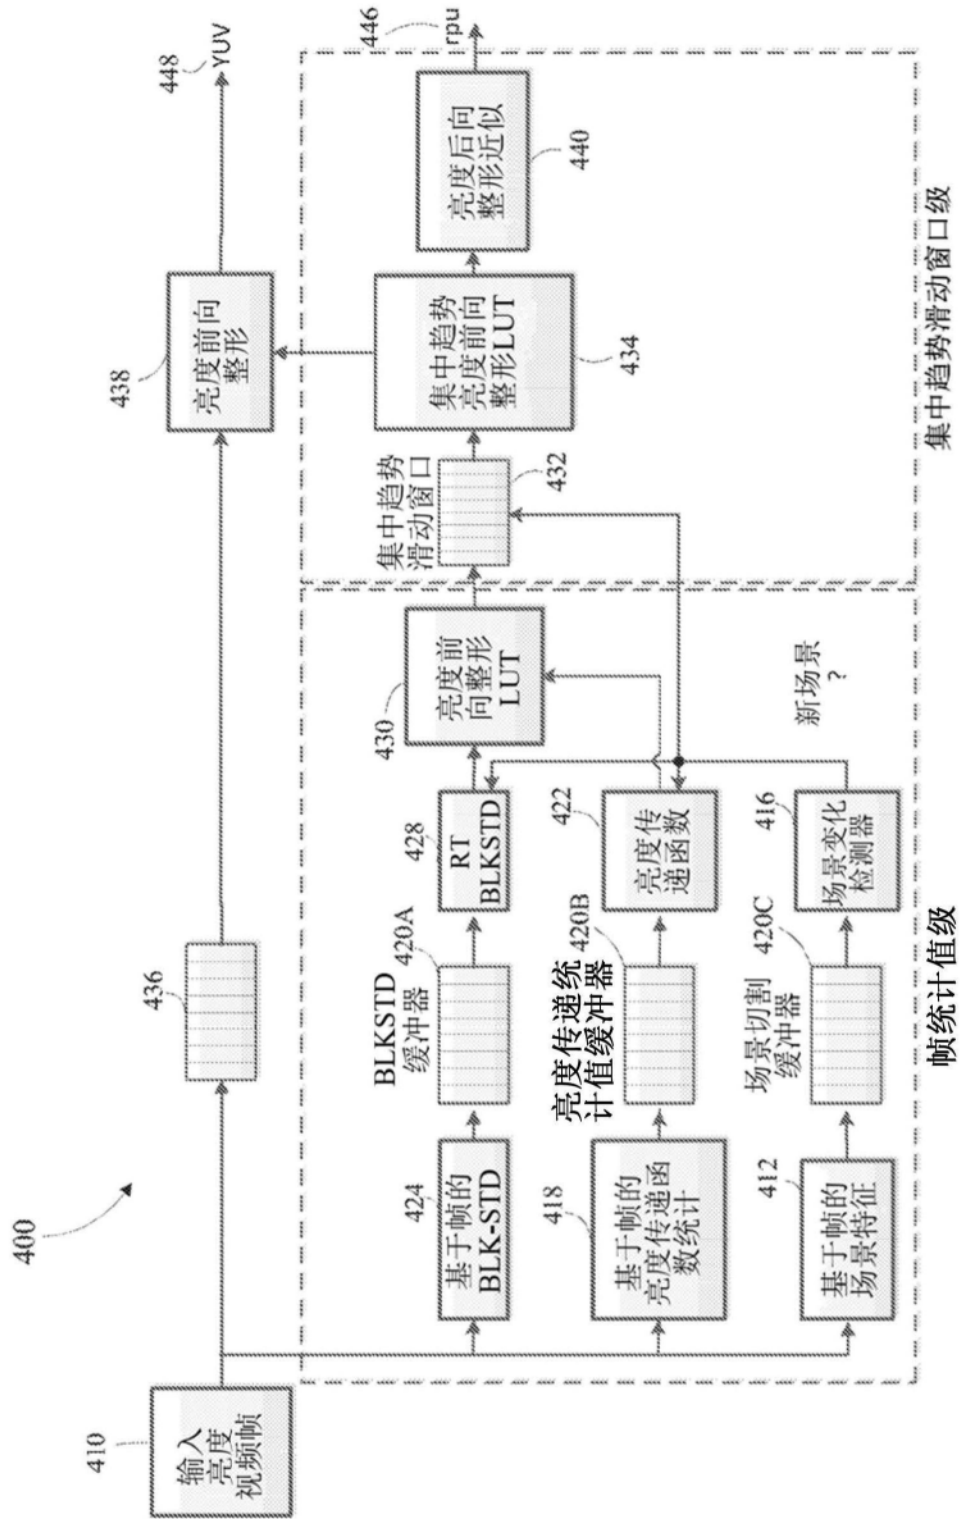 400
410
输入
亮度
视频帧
436
438
亮度前向
整形
448
YUV
424
基于帧的
BLK-STD
BLKSTD
缓冲器
420A
428
RT
BLKSTD
430
亮度前
向整形
LUT
集中趋势
滑动窗口
432
集中趋势
亮度前向
整形LUT
434
亮度后向
整形近似
440
446
rpu
418
基于帧的
亮度传递函
数统计
亮度传递统
计值缓冲器
420B
422
亮度传
递函数
412
基于帧的
场景特征
场景切割
缓冲器
420C
416
场景变化
检测器
新场景
?
帧统计值级
集中趋势滑动窗口级